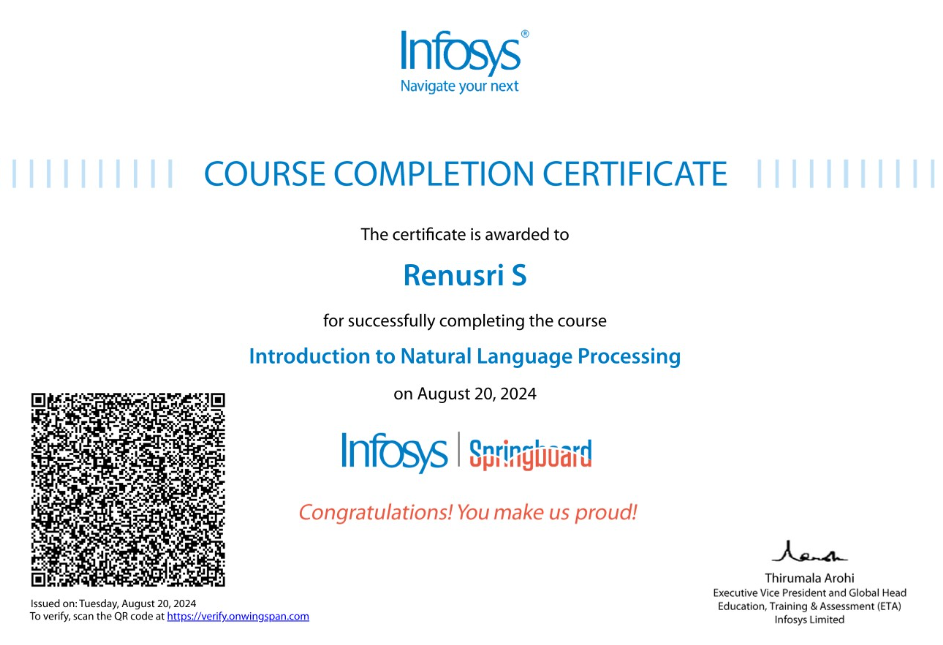 Infosys®
Navigate your next
COURSE COMPLETION CERTIFICATE
The certificate is awarded to
Renusri S
for successfully completing the course
Introduction to Natural Language Processing
on August 20, 2024
Infosys | Springboard
Congratulations! You make us proud!
Issued on: Tuesday, August 20, 2024
To verify, scan the QR code at https://verify.onwingspan.com
Thirumala Arohi
Executive Vice President and Global Head
Education, Training & Assessment (ETA)
Infosys Limited